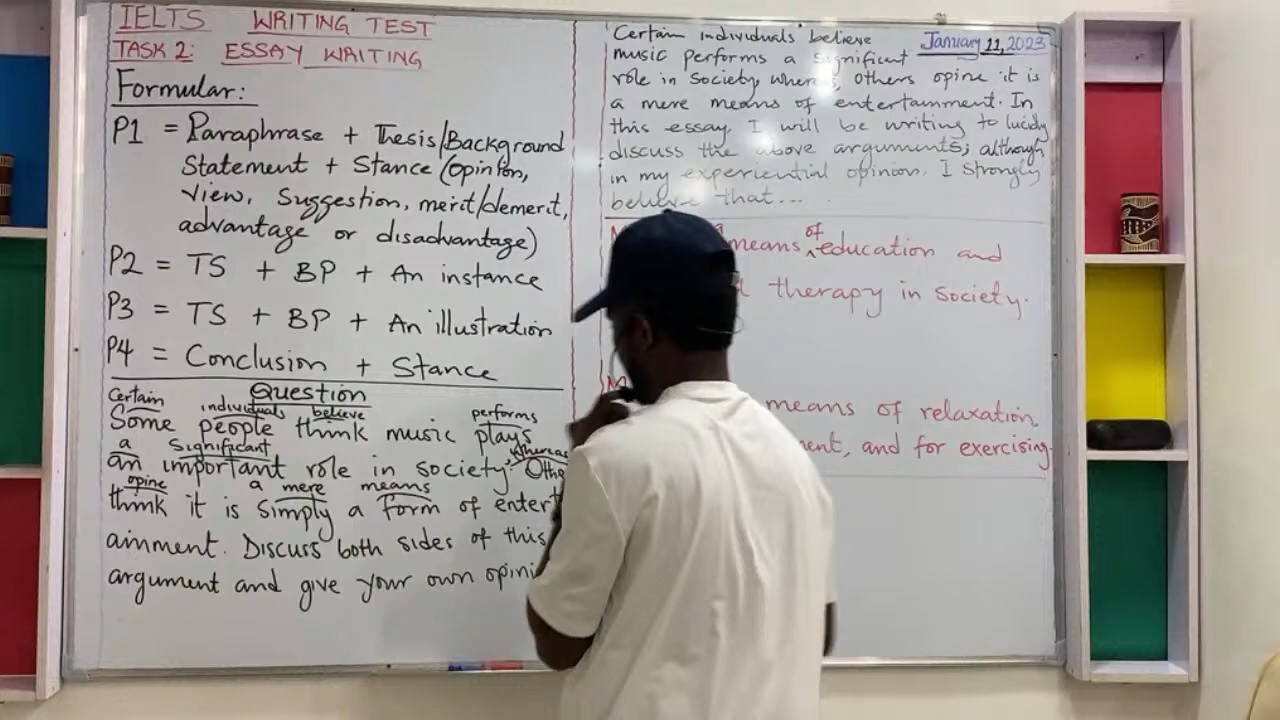 IELTS WRITING TEST
TASK 2: ESSAY WRITING
Formular:
P1 = Paraphrase + Thesis/Background
Statement + Stance (opinion,
view, suggestion, merit/demerit,
advantage or disadvantage)
P2 = TS + BP + An instance
P3 = TS + BP + An illustration
P4 = Conclusion + Stance
Question
Certain individuals believe performs
Some people think music plays
a significant whereas
an important role in society. Othe
opine a mere means
think it is simply a form of entert
ainment. Discuss both sides of this
argument and give your own opini
January 11, 2023
Certain individuals believe
music performs a significant
role in society others opine it is
a mere means of entertainment. In
this essay, I will be writing to lucidly
discuss the above arguments; although
in my experiential opinion, I strongly
believe that...
means of education and
therapy in society.
means of relaxation,
ment, and for exercising.